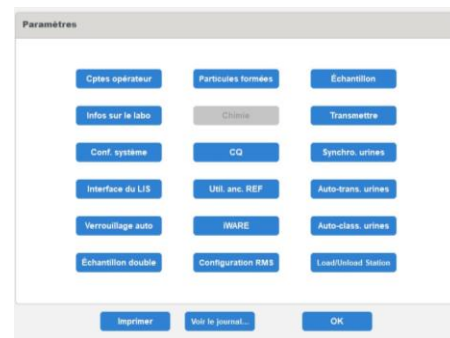 Paramètres
Cptes opérateur Particules formées Échantillon
Infos sur le labo Chimie Transmettre
Conf. système CQ Synchro. urines
Interface du LIS Util. anc. REF Auto-trans. urines
Verrouillage auto iWARE Auto-class. urines
Échantillon double Configuration RMS Load/Unload Station
Imprimer Voir le journal... OK